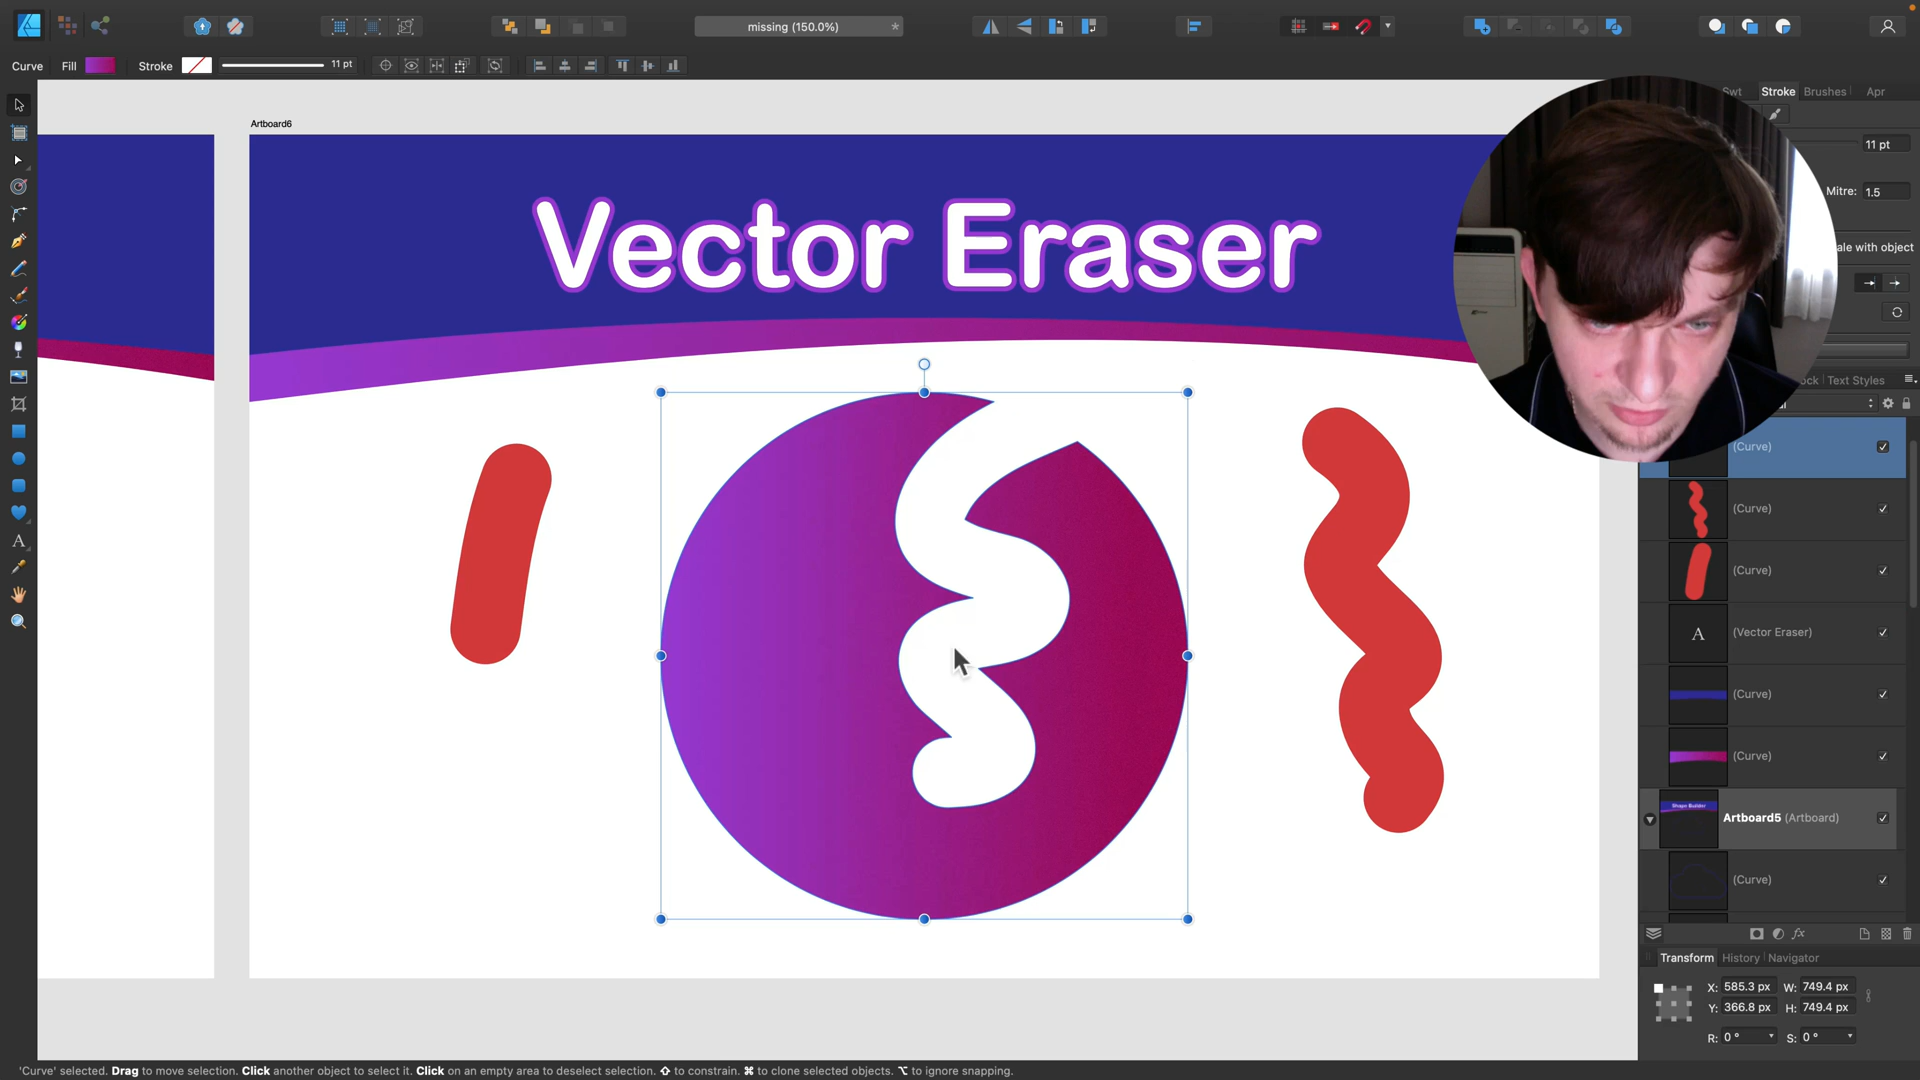 missing (150.0%)
*
Curve
Fill
Stroke
11 pt
Swt
Stroke
Brushes
Apr
11 pt
Mitre:
1.5
ale with object
Artboard6
Vector Eraser
ock
Text Styles
(Curve)
(Curve)
(Curve)
A
(Vector Eraser)
(Curve)
(Curve)
Shape Builder
Artboard5 (Artboard)
(Curve)
fx
Transform
History
Navigator
X: 585.3 px
W: 749.4 px
Y: 366.8 px
H: 749.4 px
R: 0 °
S: 0 °
'Curve' selected. Drag to move selection. Click another object to select it. Click on an empty area to deselect selection. ⇧ to constrain. ⌘ to clone selected objects. ⌥ to ignore snapping.